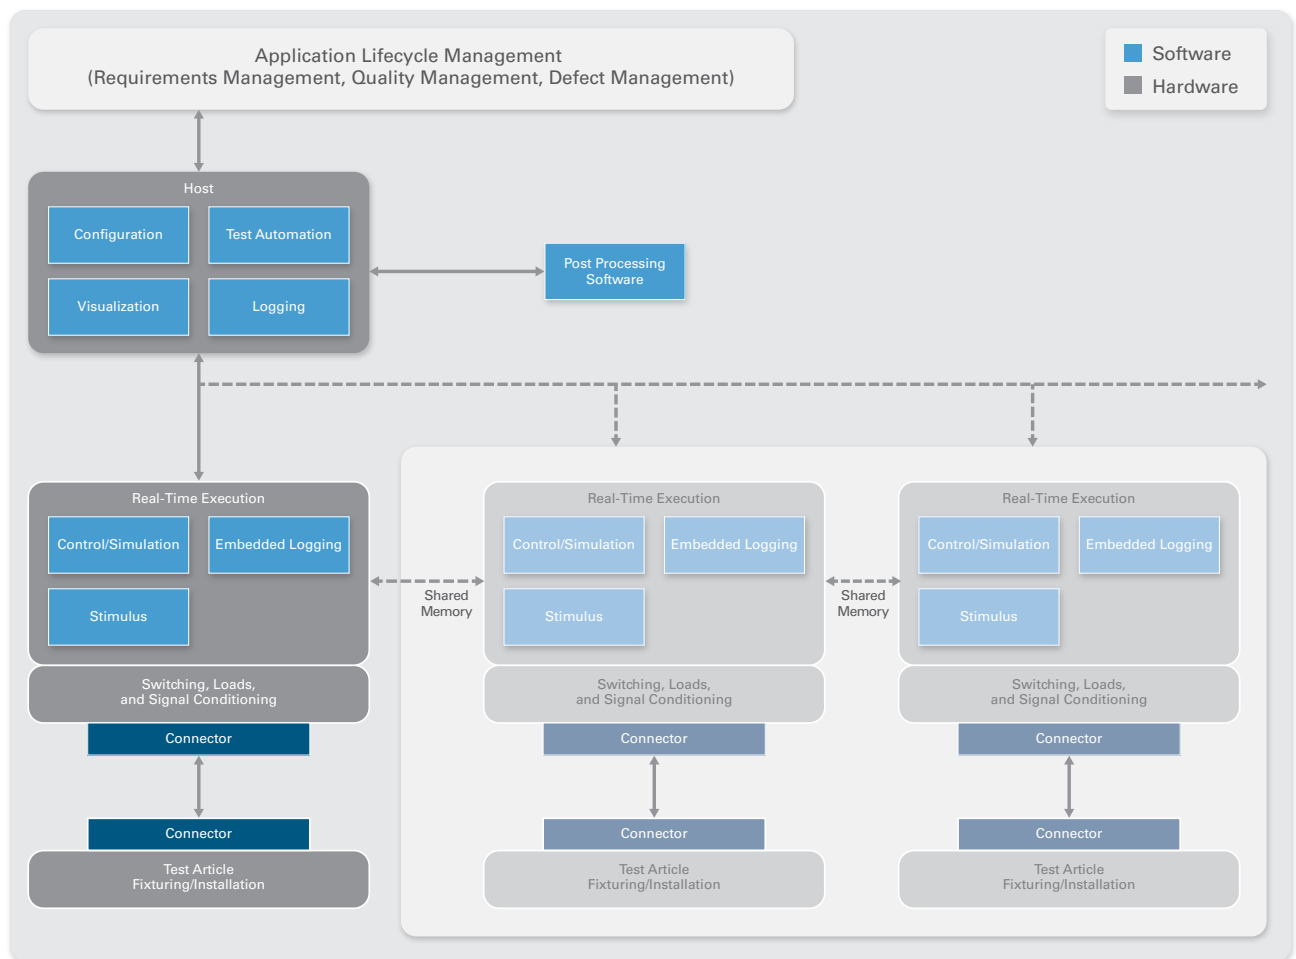 Application Lifecycle Management
(Requirements Management, Quality Management, Defect Management)
Software
Hardware
Host
Configuration
Test Automation
Visualization
Logging
Post Processing
Software
Real-Time Execution
Control/Simulation
Embedded Logging
Stimulus
Switching, Loads,
and Signal Conditioning
Connector
Connector
Test Article
Fixturing/Installation
Shared
Memory
Real-Time Execution
Control/Simulation
Embedded Logging
Stimulus
Switching, Loads,
and Signal Conditioning
Connector
Connector
Test Article
Fixturing/Installation
Shared
Memory
Real-Time Execution
Control/Simulation
Embedded Logging
Stimulus
Switching, Loads,
and Signal Conditioning
Connector
Connector
Test Article
Fixturing/Installation